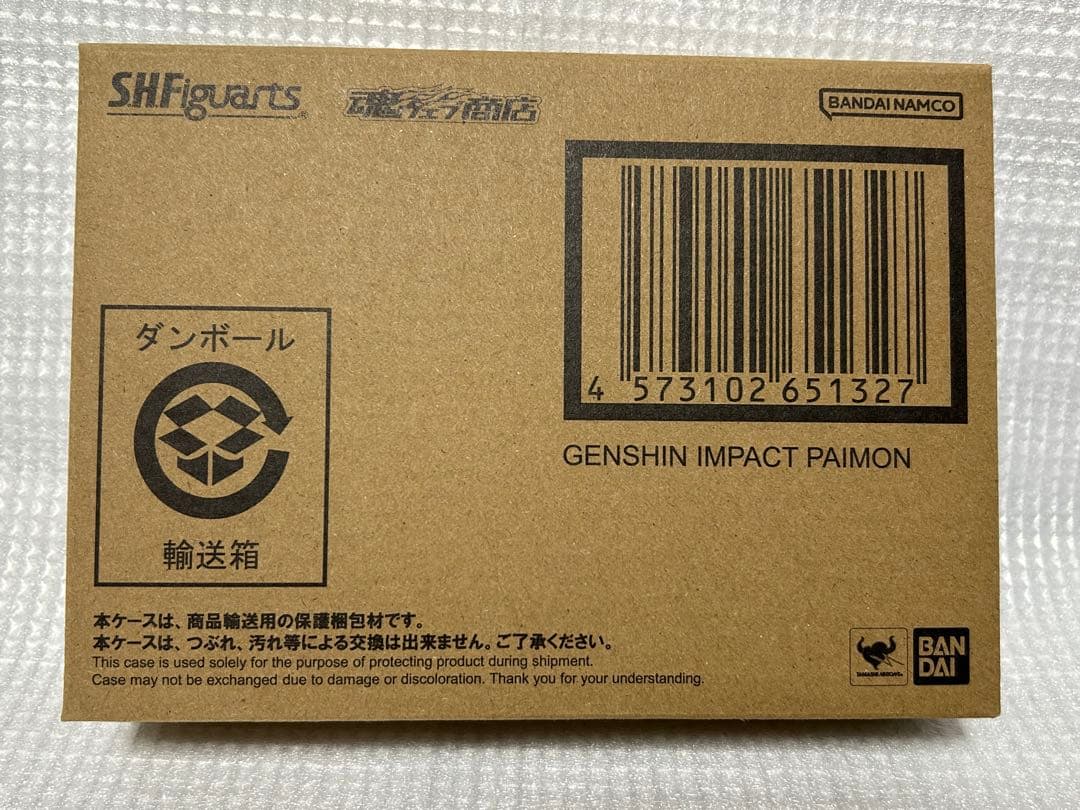 S.H.Figuarts
魂ウェブ商店
BANDAI NAMCO
4 573102 651327
GENSHIN IMPACT PAIMON
ダンボール
輸送箱
本ケースは、商品輸送用の保護梱包材です。
本ケースは、つぶれ、汚れ等による交換は出来ません。ご了承ください。
This case is used solely for the purpose of protecting product during shipment.
Case may not be exchanged due to damage or discoloration. Thank you for your understanding.
TAMASHII NATIONS
BAN
DAI